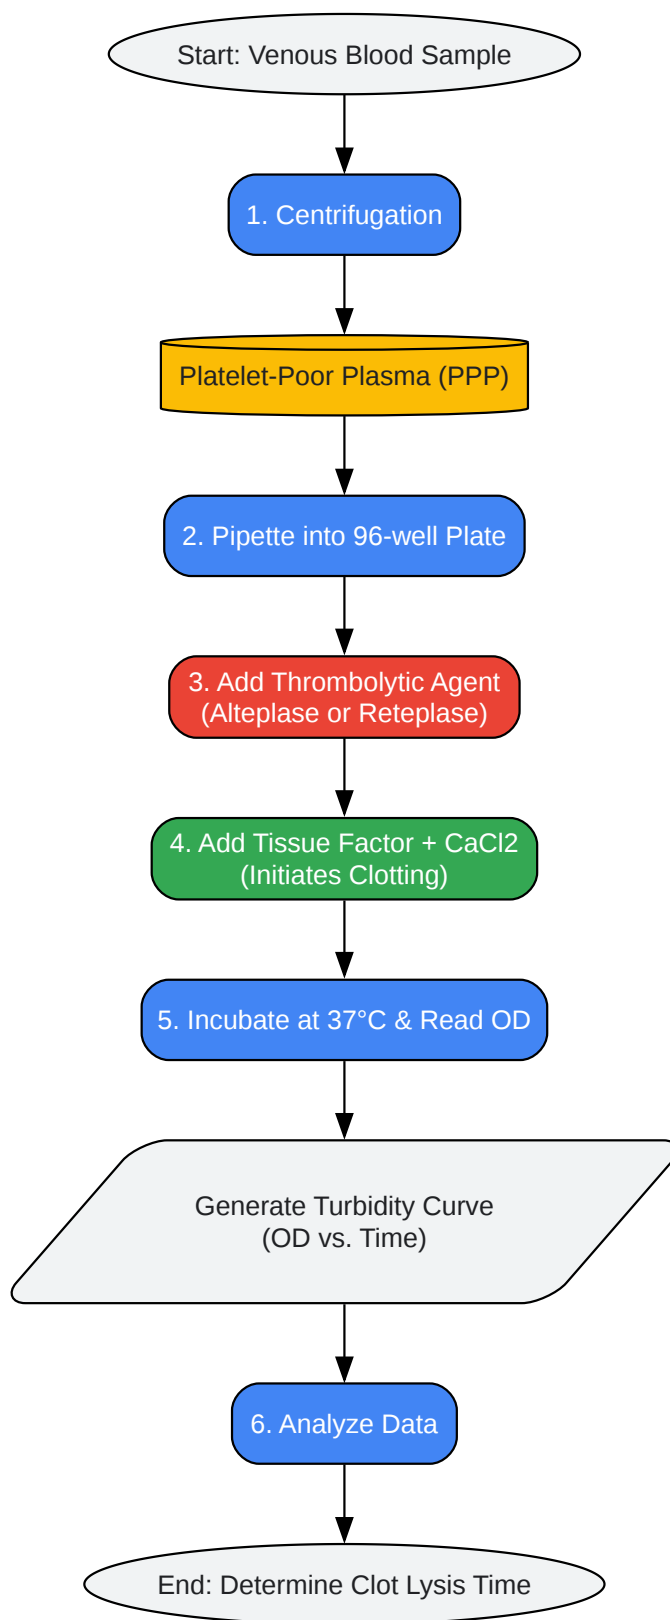 Start: Venous Blood Sample
1. Centrifugation
Platelet-Poor Plasma (PPP)
2. Pipette into 96-well Plate
3. Add Thrombolytic Agent
(Alteplase or Reteplase)
4. Add Tissue Factor + CaCl2
(Initiates Clotting)
5. Incubate at 37°C & Read OD
Generate Turbidity Curve
(OD vs. Time)
6. Analyze Data
End: Determine Clot Lysis Time